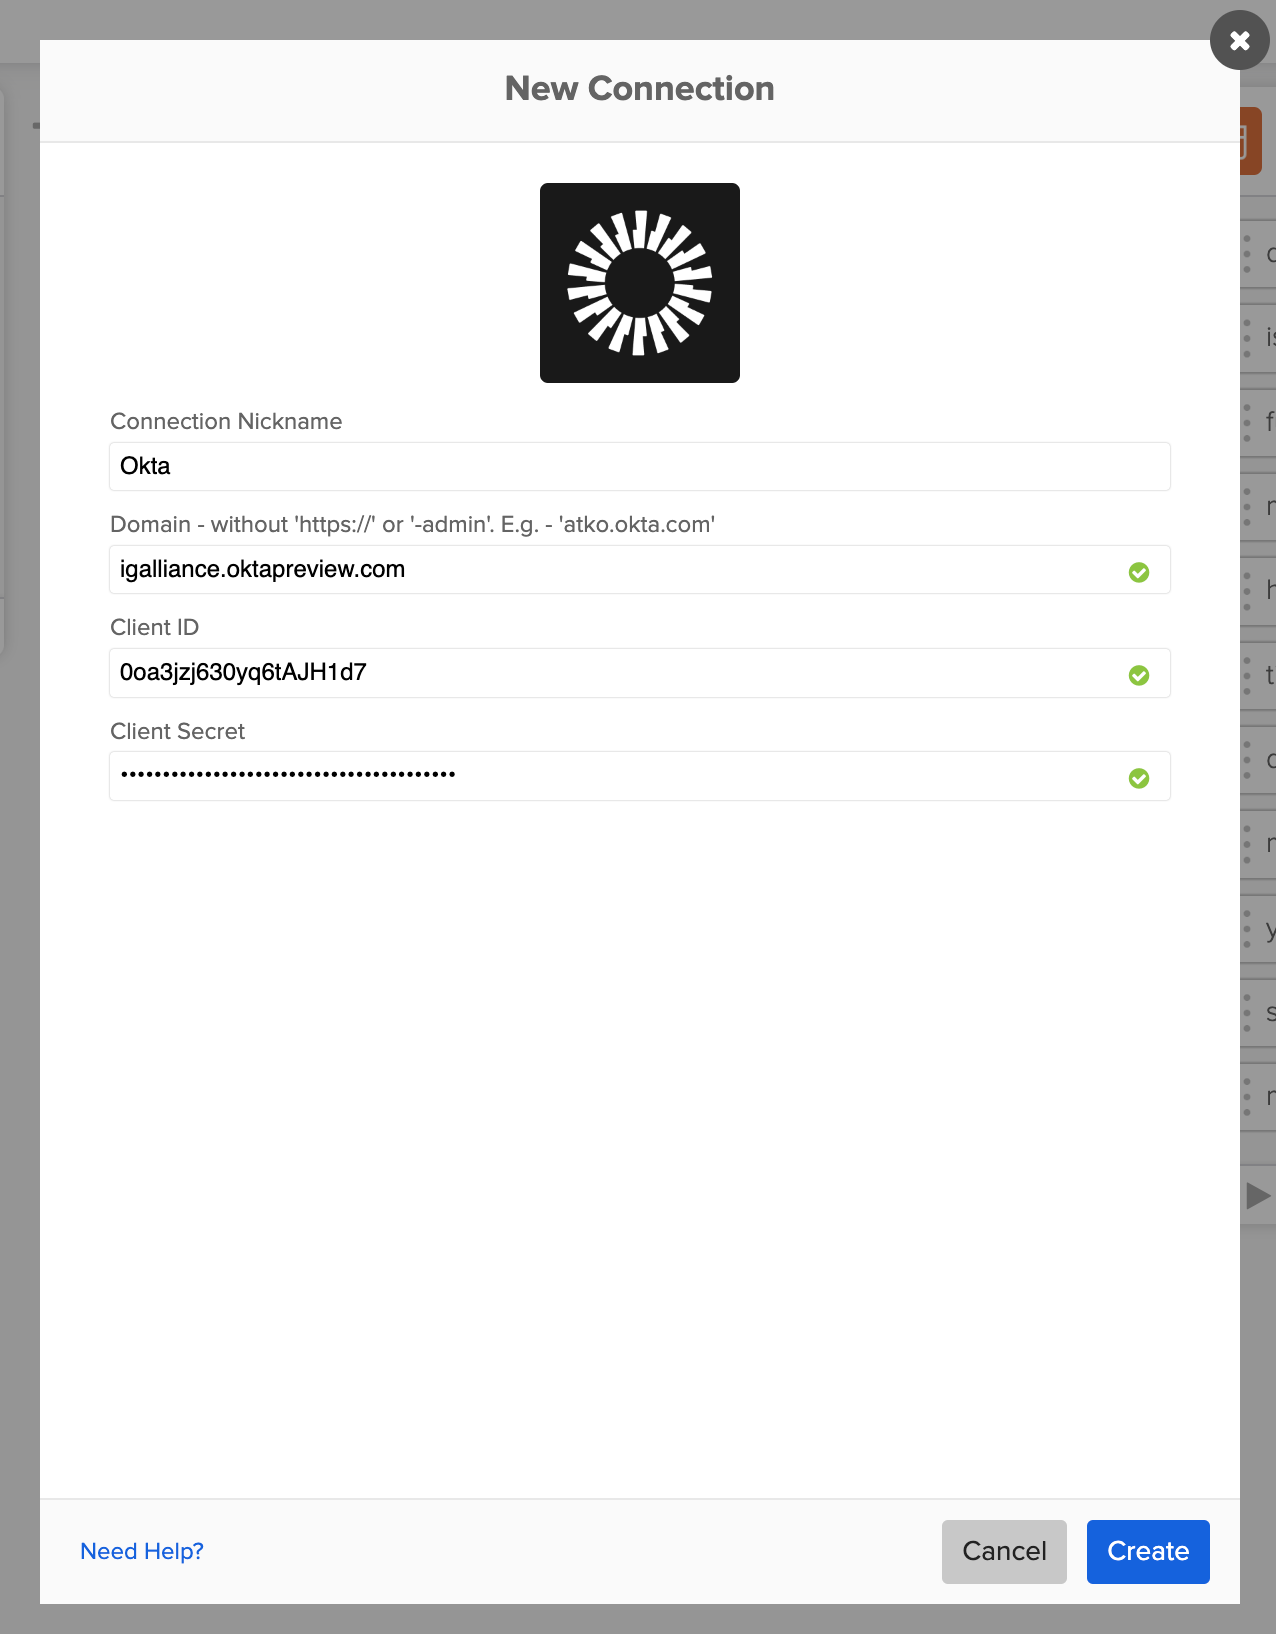 New Connection
Connection Nickname
Okta
Domain - without 'https://' or '-admin'. E.g. - 'atko.okta.com'
igalliance.oktapreview.com
Client ID
0oa3jzj630yq6tAJH1d7
Client Secret
••••••••••••••••••••••••••••••••••••••••
Need Help?
Cancel
Create